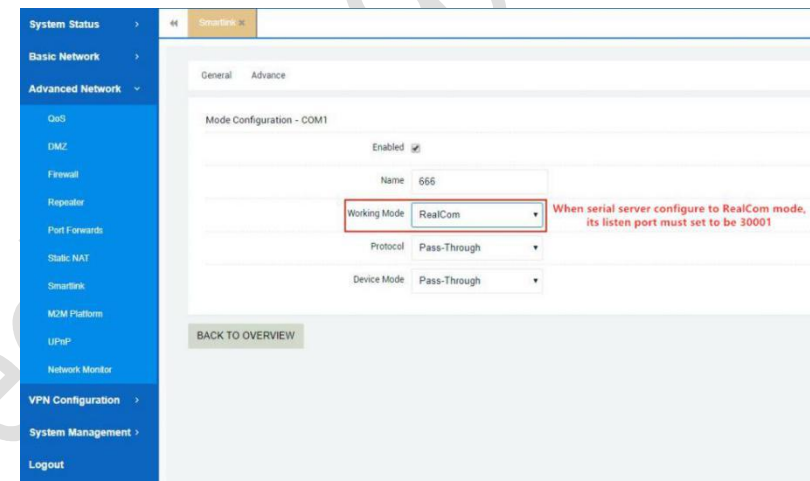 System Status
Basic Network
Advanced Network
QoS
DMZ
Firewall
Repeater
Port Forwards
Static NAT
Smartlink
M2M Platform
UPnP
Network Monitor
VPN Configuration
System Management
Logout
Smartlink
General Advance
Mode Configuration - COM1
Enabled
Name 666
Working Mode RealCom
When serial server configure to RealCom mode,
its listen port must set to be 30001
Protocol Pass-Through
Device Mode Pass-Through
BACK TO OVERVIEW